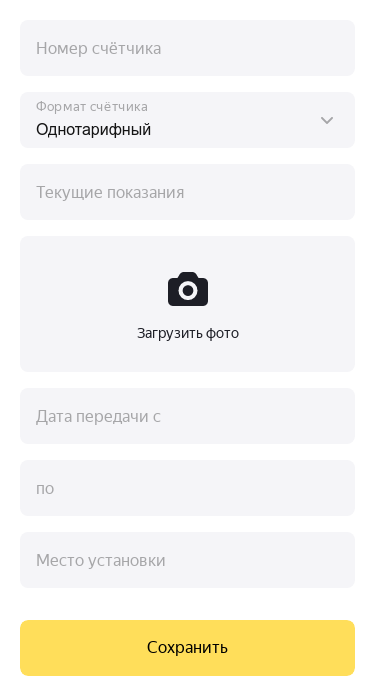 Номер счётчика
Формат счётчика
Однотарифный
Текущие показания
Загрузить фото
Дата передачи с
по
Место установки
Сохранить